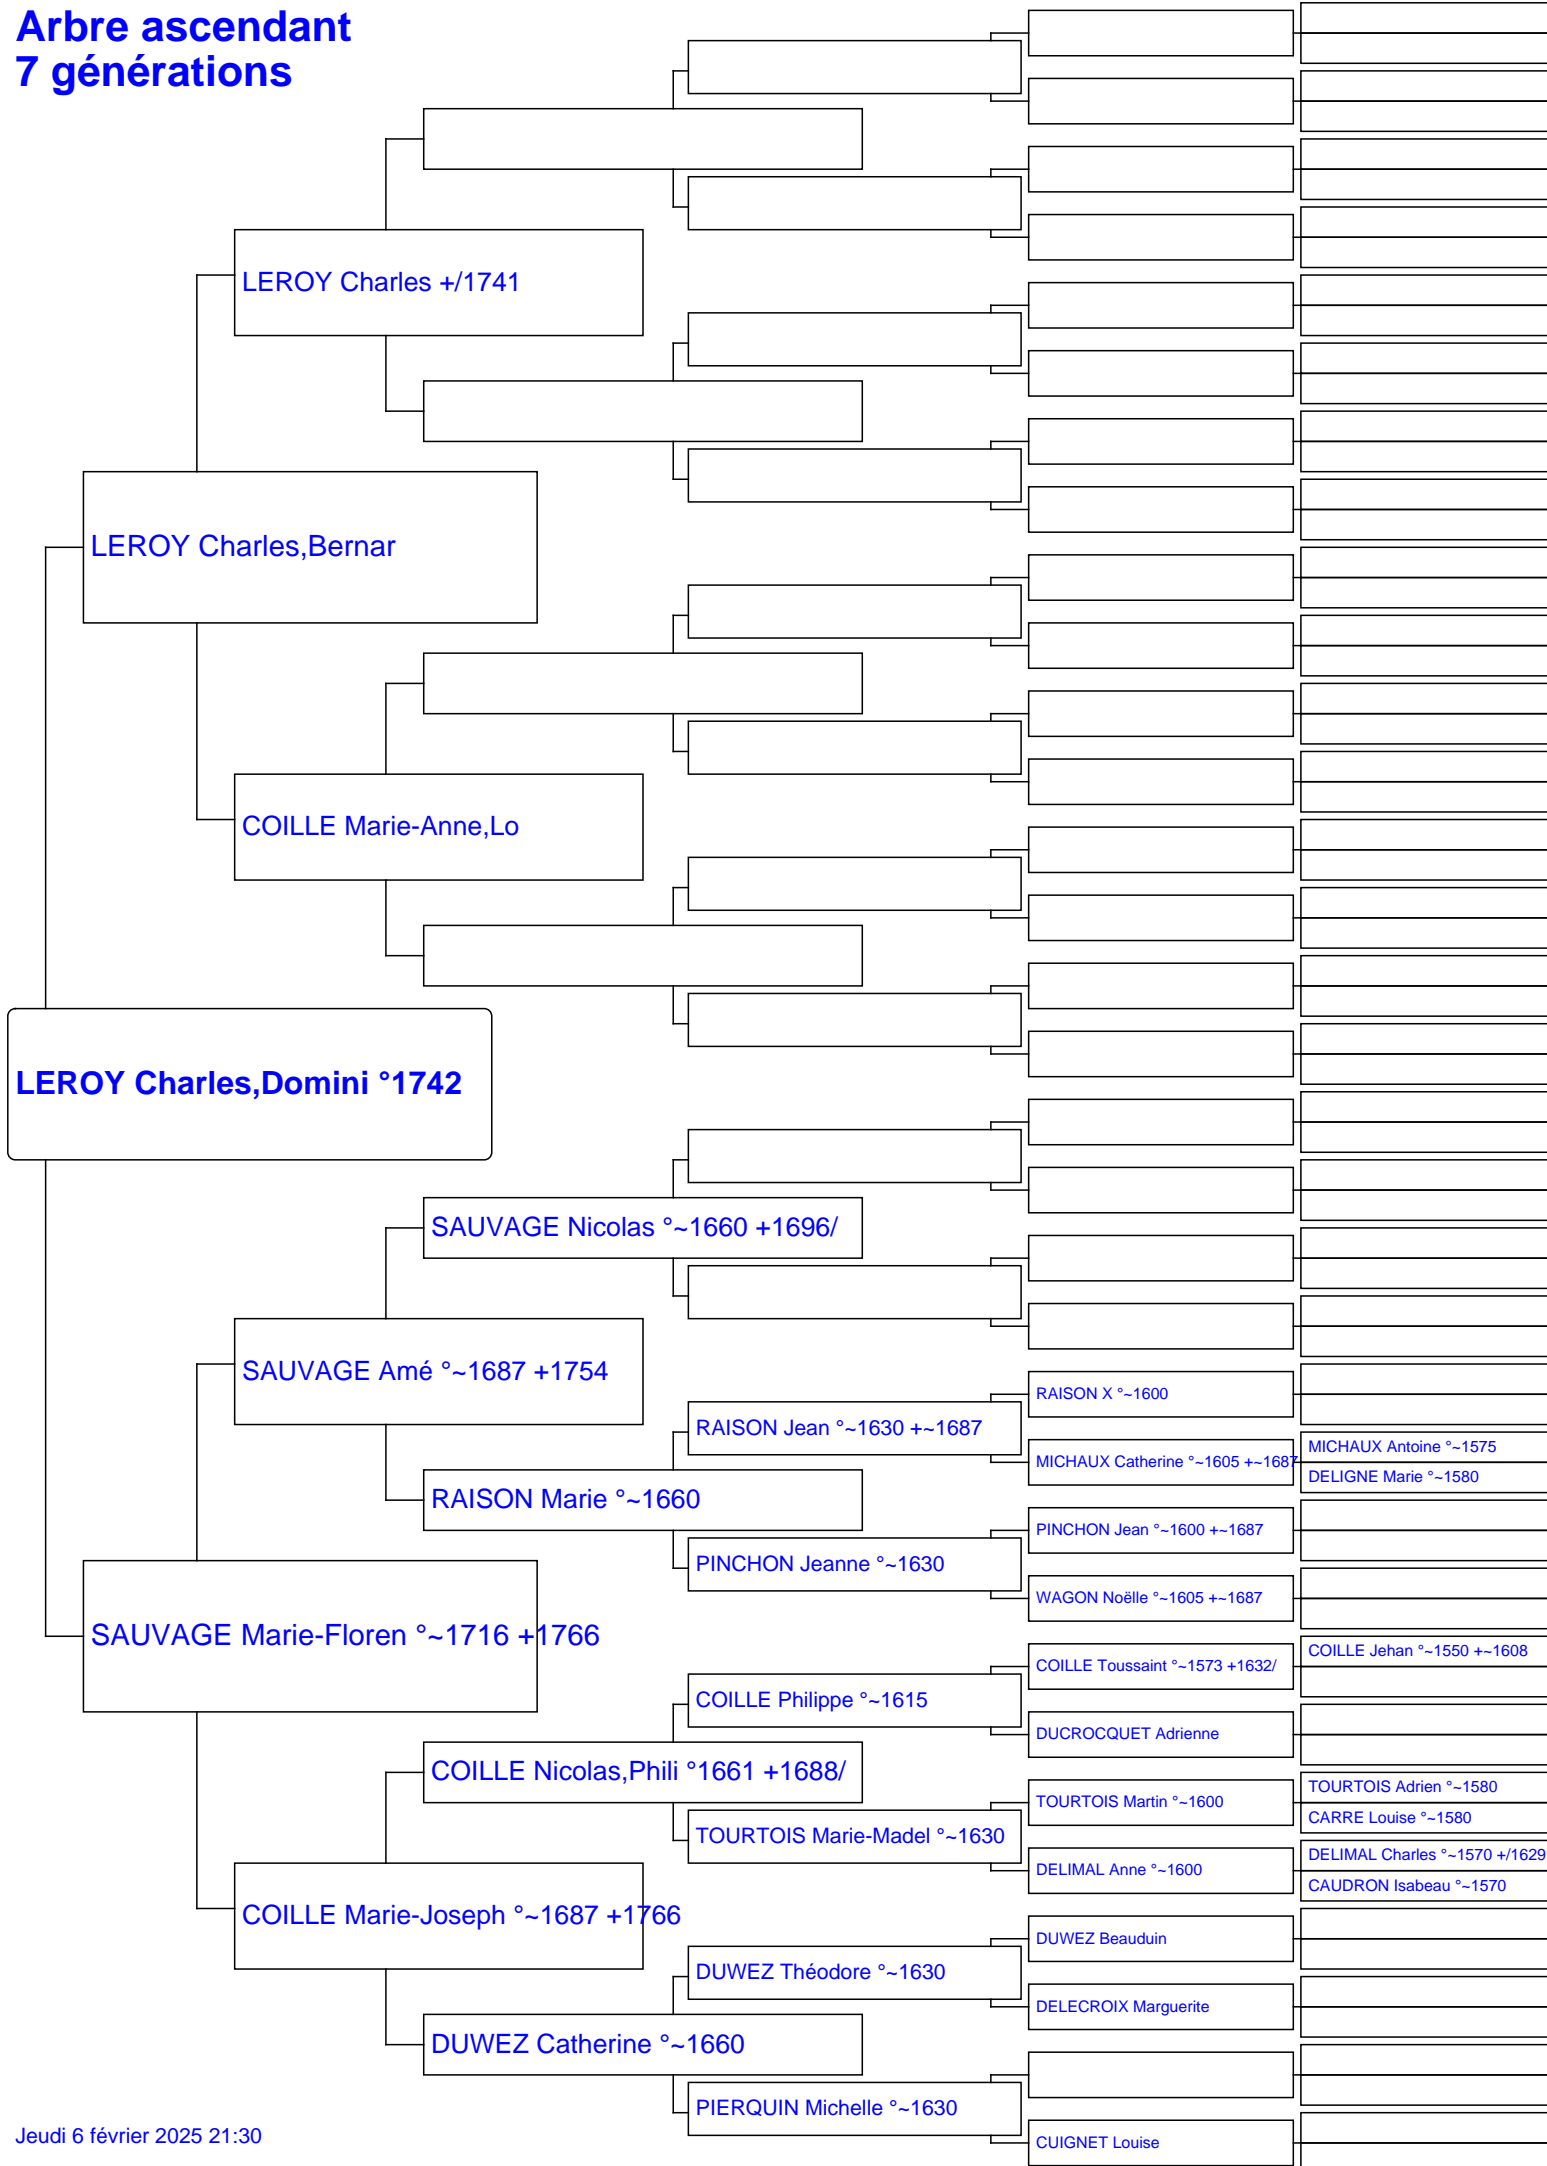 Arbre ascendant
7 générations
LEROY Charles +/1741
LEROY Charles,Bernar
COILLE Marie-Anne,Lo
LEROY Charles,Domini °1742
SAUVAGE Nicolas °~1660 +1696/
SAUVAGE Amé °~1687 +1754
RAISON X °~1600
RAISON Jean °~1630 +~1687
MICHAUX Antoine °~1575
MICHAUX Catherine °~1605 +~1687
DELIGNE Marie °~1580
RAISON Marie °~1660
PINCHON Jean °~1600 +~1687
PINCHON Jeanne °~1630
WAGON Noëlle °~1605 +~1687
SAUVAGE Marie-Floren °~1716 +1766
COILLE Jehan °~1550 +~1608
COILLE Toussaint °~1573 +1632/
COILLE Philippe °~1615
DUCROCQUET Adrienne
COILLE Nicolas,Phili °1661 +1688/
TOURTOIS Adrien °~1580
TOURTOIS Martin °~1600
CARRE Louise °~1580
TOURTOIS Marie-Madel °~1630
DELIMAL Charles °~1570 +/1629
DELIMAL Anne °~1600
CAUDRON Isabeau °~1570
COILLE Marie-Joseph °~1687 +1766
DUWEZ Beauduin
DUWEZ Théodore °~1630
DELECROIX Marguerite
DUWEZ Catherine °~1660
PIERQUIN Michelle °~1630
CUIGNET Louise
Jeudi 6 février 2025 21:30